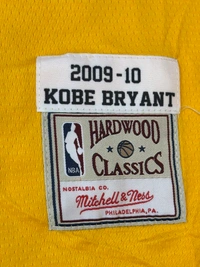 2009-10
KOBE BRYANT
HARDWOOD
CLASSICS
NBA
NOSTALGIA CO.
Mitchell & Ness
PHILADELPHIA, PA.